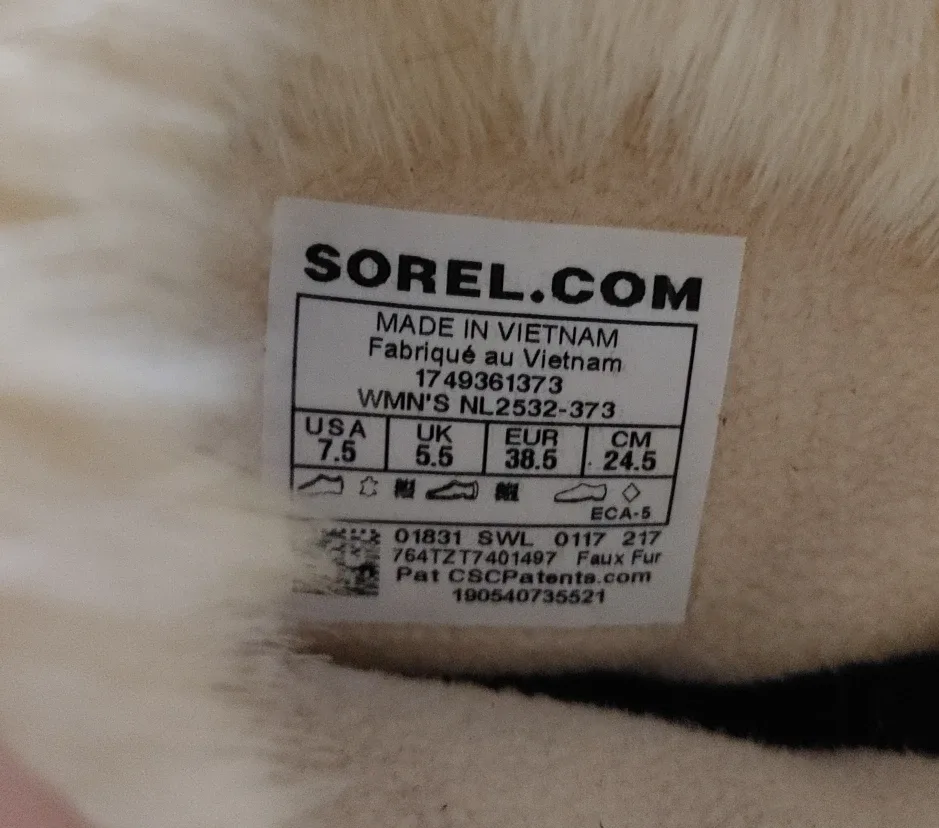 SOREL.COM
MADE IN VIETNAM
Fabriqué au Vietnam
1749361373
WMN'S NL2532-373
USA UK EUR CM
7.5 5.5 38.5 24.5
ECA-5
01831 SWL 0117 217
764TZT7401497 Faux Fur
Pat CSCPatents.com
190540735521